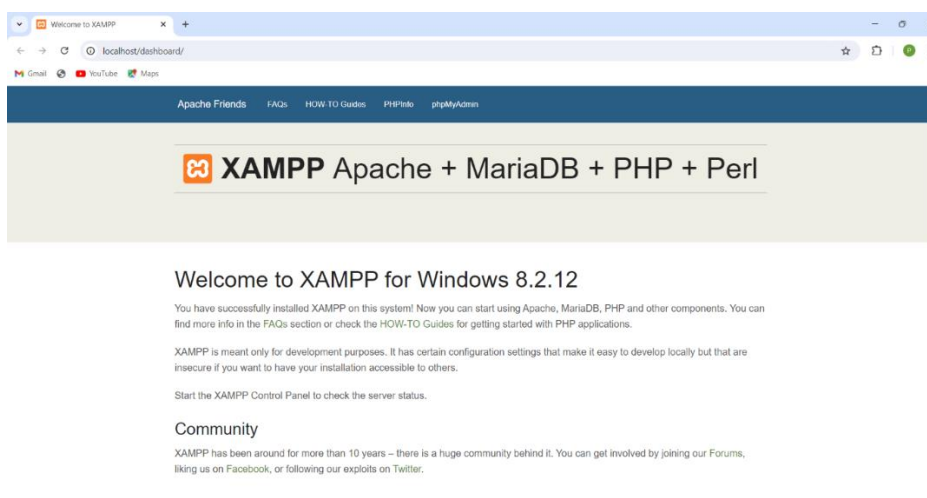 Welcome to XAMPP
localhost/dashboard/
P
Gmail YouTube Maps
Apache Friends FAQs HOW-TO Guides PHPInfo phpMyAdmin
XAMPP Apache + MariaDB + PHP + Perl
Welcome to XAMPP for Windows 8.2.12
You have successfully installed XAMPP on this system! Now you can start using Apache, MariaDB, PHP and other components. You can
find more info in the FAQs section or check the HOW-TO Guides for getting started with PHP applications.
XAMPP is meant only for development purposes. It has certain configuration settings that make it easy to develop locally but that are
insecure if you want to have your installation accessible to others.
Start the XAMPP Control Panel to check the server status.
Community
XAMPP has been around for more than 10 years – there is a huge community behind it. You can get involved by joining our Forums,
liking us on Facebook, or following our exploits on Twitter.